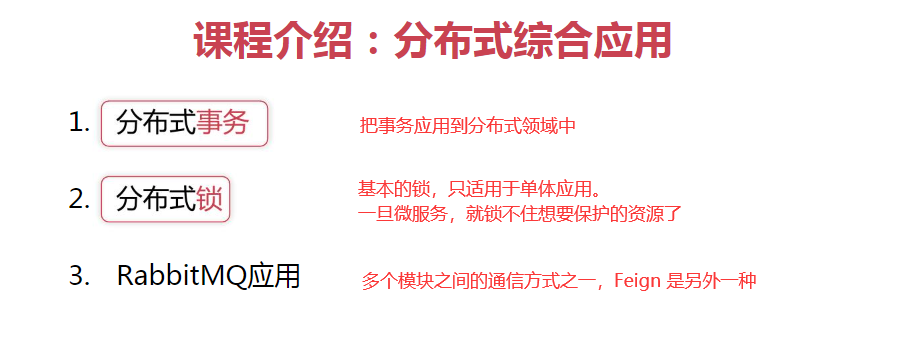 课程介绍：分布式综合应用
1. 分布式事务
把事务应用到分布式领域中
2. 分布式锁
基本的锁，只适用于单体应用。
一旦微服务，就锁不住想要保护的资源了
3. RabbitMQ应用
多个模块之间的通信方式之一，Feign 是另外一种